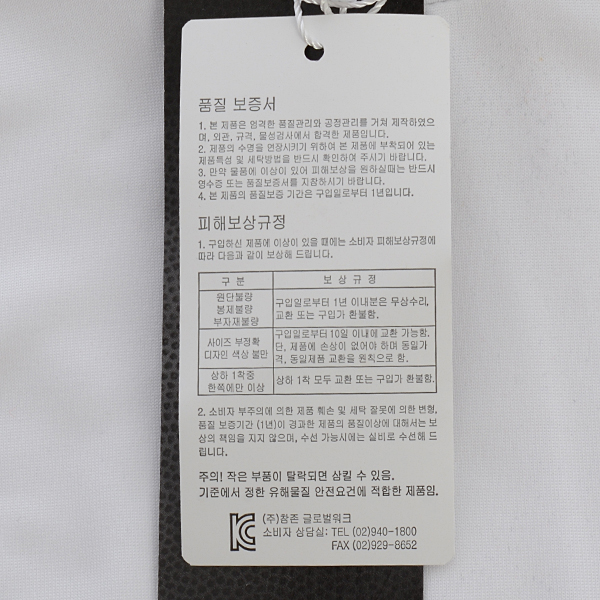 품질 보증서
1. 본 제품은 엄격한 품질관리와 공정관리를 거쳐 제작하였으
며, 외관, 규격, 물성검사에서 합격한 제품입니다.
2. 제품의 수명을 연장시키기 위하여 본 제품에 부착되어 있는
제품특성 및 세탁방법을 반드시 확인하여 주시기 바랍니다.
3. 만약 물품에 이상이 있어 피해보상을 원하실때는 반드시
영수증 또는 품질보증서를 지참하시기 바랍니다.
4. 본 제품의 품질보증 기간은 구입일로부터 1년입니다.
피해보상규정
1. 구입하신 제품에 이상이 있을 때에는 소비자 피해보상규정에
따라 다음과 같이 보상해 드립니다.
구 분 보 상 규 정
원단불량
봉제불량
부자재불량
구입일로부터 1년 이내분은 무상수리,
교환 또는 구입가 환불함.
사이즈 부정확
디자인 색상 불만
구입일로부터 10일 이내에 교환 가능함.
단, 제품에 손상이 없어야 하며 동일가
격, 동일제품 교환을 원칙으로 함.
상하 1착중
한쪽에만 이상
상하 1착 모두 교환 또는 구입가 환불함.
2. 소비자 부주의에 의한 제품 훼손 및 세탁 잘못에 의한 변형,
품질 보증기간 (1년)이 경과한 제품의 품질이상에 대해서는 보
상의 책임을 지지 않으며, 수선 가능시에는 실비로 수선해 드
립니다.
주의! 작은 부품이 탈락되면 삼킬 수 있음.
기준에서 정한 유해물질 안전요건에 적합한 제품임.
KC
(주)참존 글로벌워크
소비자 상담실: TEL (02)940-1800
FAX (02)929-8652